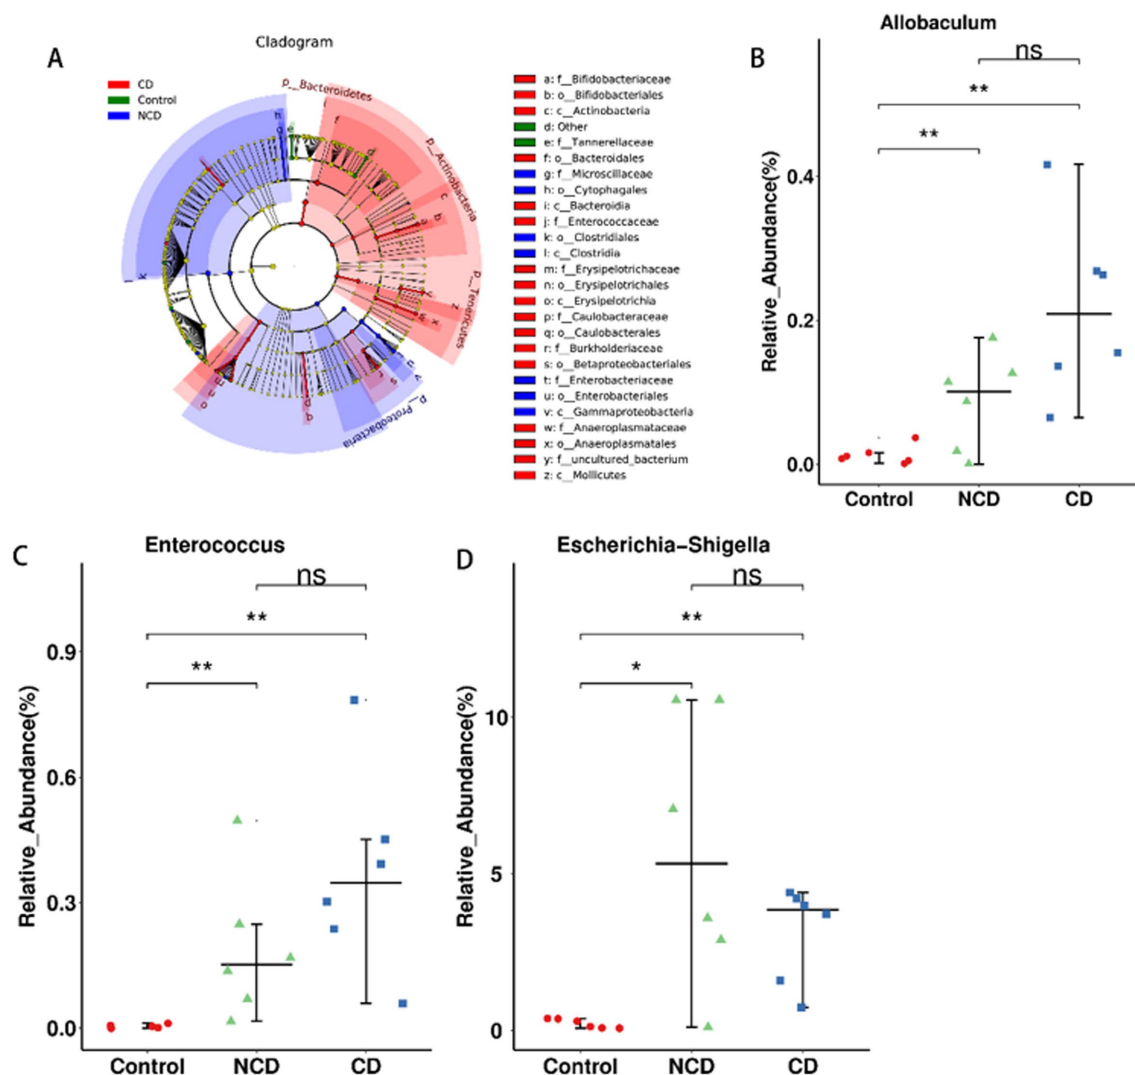 A
Cladogram
CD
Control
NCD
p__Bacteroidetes
p__Actinobacteria
p__Tenericutes
p__Proteobacteria
a: f__Bifidobacteriaceae
b: o__Bifidobacteriales
c: c__Actinobacteria
d: Other
e: f__Tannerellaceae
f: o__Bacteroidales
g: f__Microscillaceae
h: o__Cytophagales
i: c__Bacteroidia
j: f__Enterococcaceae
k: o__Clostridiales
l: c__Clostridia
m: f__Erysipelotrichaceae
n: o__Erysipelotrichales
o: c__Erysipelotrichia
p: f__Caulobacteraceae
q: o__Caulobacterales
r: f__Burkholderiaceae
s: o__Betaproteobacteriales
t: f__Enterobacteriaceae
u: o__Enterobacteriales
v: c__Gammaproteobacteria
w: f__Anaeroplasmataceae
x: o__Anaeroplasmatales
y: f__uncultured_bacterium
z: c__Mollicutes
B
Allobaculum
ns
**
**
Relative_Abundance(%)
0.4
0.2
0.0
Control NCD CD
C
Enterococcus
ns
**
**
Relative_Abundance(%)
0.9
0.6
0.3
0.0
Control NCD CD
D
Escherichia-Shigella
ns
**
*
Relative_Abundance(%)
10
5
0
Control NCD CD